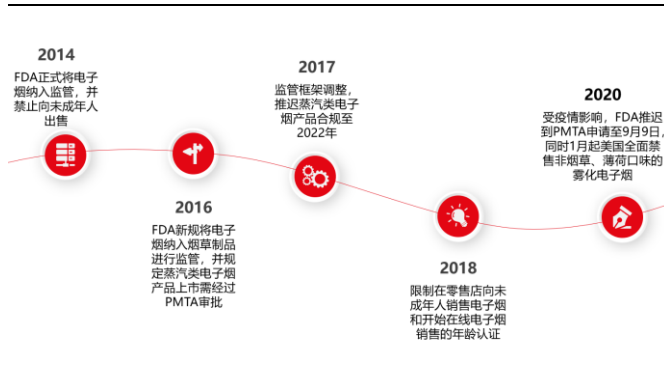 2014
FDA正式将电子
烟纳入监管，并
禁止向未成年人
出售
2016
FDA新规将电子
烟纳入烟草制品
进行监管，并规
定蒸汽类电子烟
产品上市需经过
PMTA审批
2017
监管框架调整，
推迟蒸汽类电子
烟产品合规至
2022年
2018
限制在零售店向未
成年人销售电子烟
和开始在线电子烟
销售的年龄认证
2020
受疫情影响，FDA推迟
到PMTA申请至9月9日，
同时1月起美国全面禁
售非烟草、薄荷口味的
雾化电子烟